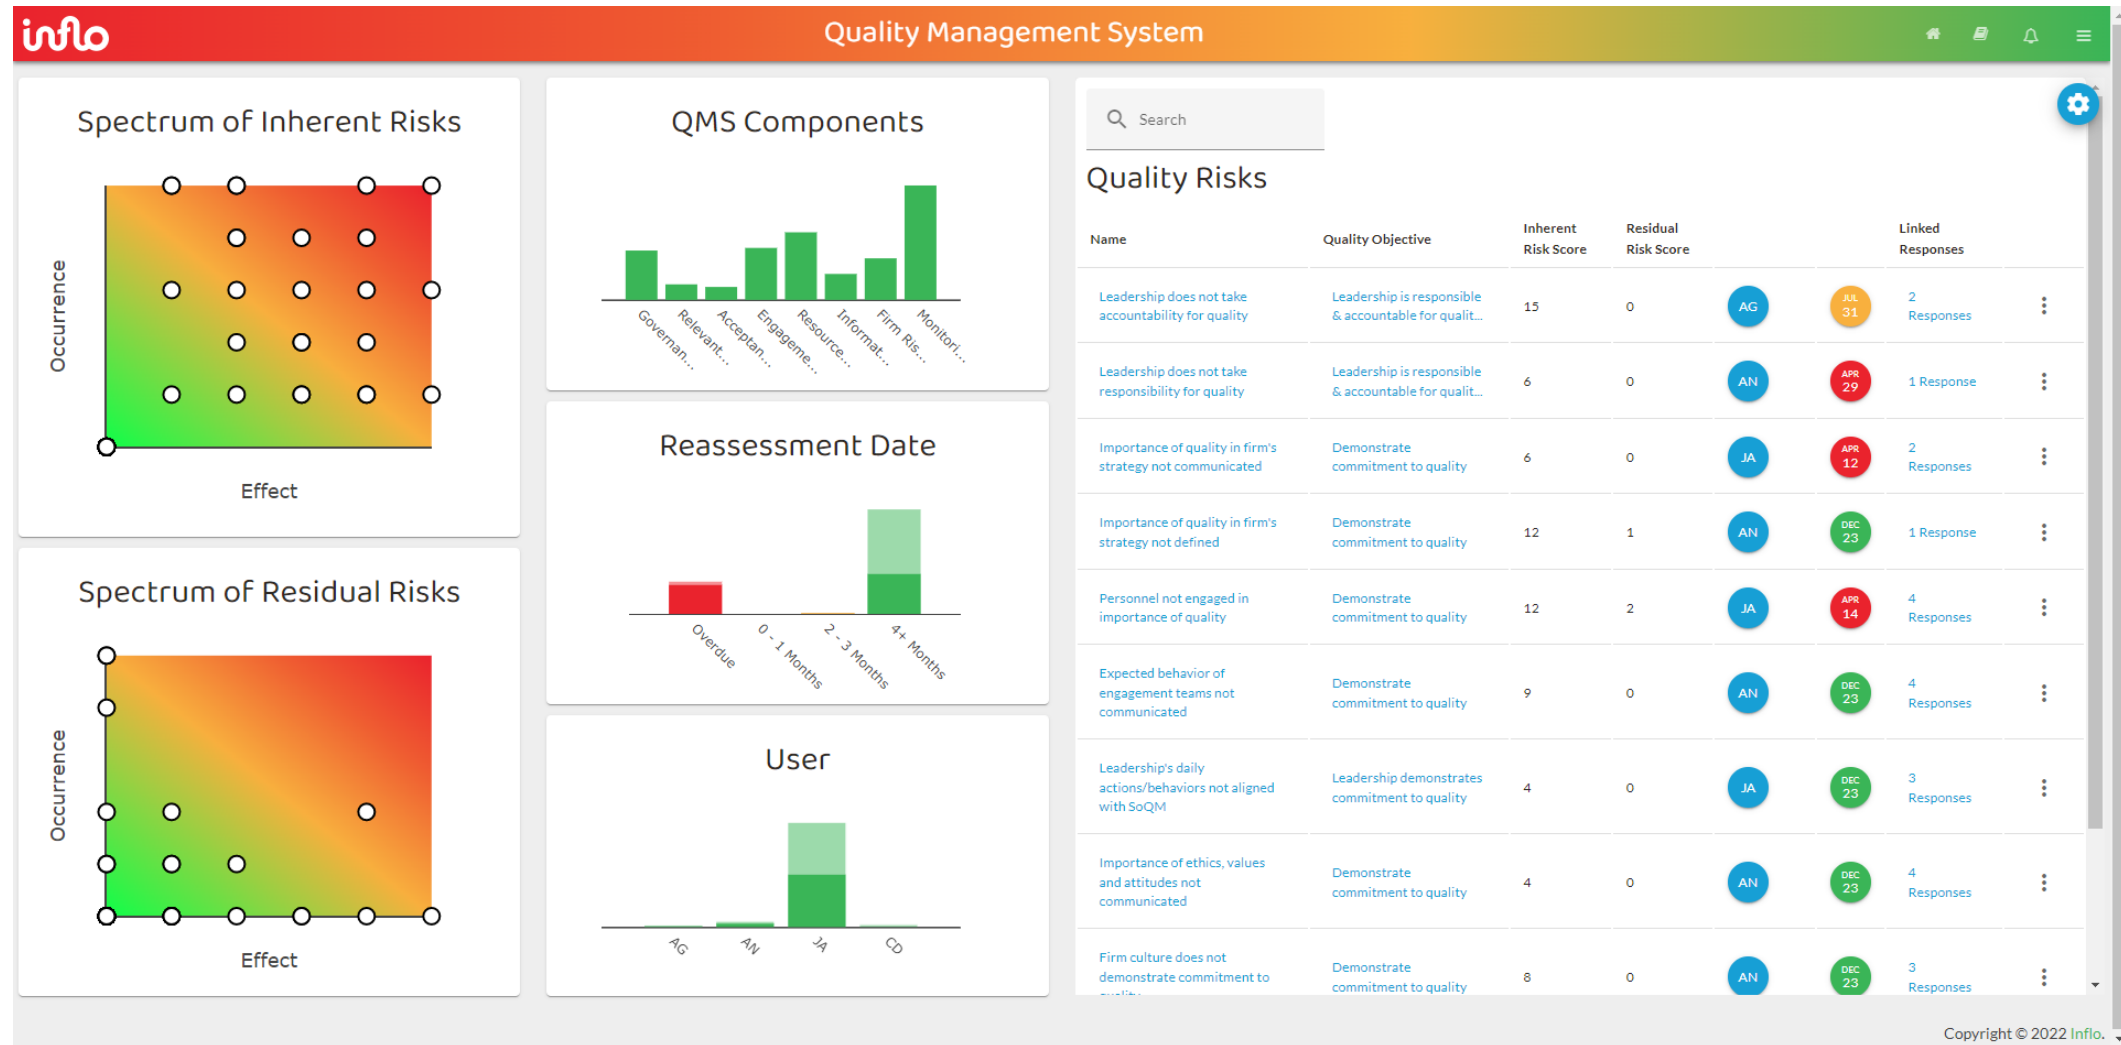 inflo
Quality Management System
Spectrum of Inherent Risks
Occurrence
Effect
Spectrum of Residual Risks
Occurrence
Effect
QMS Components
Governan...
Relevant...
Acceptan...
Engageme...
Resource...
Informat...
Firm Ris...
Monitori...
Reassessment Date
Overdue
0 - 1 Months
2 - 3 Months
4+ Months
User
AG
AN
JA
CD
Search
Quality Risks
Name
Quality Objective
Inherent
Risk Score
Residual
Risk Score
Linked
Responses
Leadership does not take
accountability for quality
Leadership is responsible
& accountable for qualit...
15
0
AG
JUL
31
2
Responses
Leadership does not take
responsibility for quality
Leadership is responsible
& accountable for qualit...
6
0
AN
APR
29
1 Response
Importance of quality in firm's
strategy not communicated
Demonstrate
commitment to quality
6
0
JA
APR
12
2
Responses
Importance of quality in firm's
strategy not defined
Demonstrate
commitment to quality
12
1
AN
DEC
23
1 Response
Personnel not engaged in
importance of quality
Demonstrate
commitment to quality
12
2
JA
APR
14
4
Responses
Expected behavior of
engagement teams not
communicated
Demonstrate
commitment to quality
9
0
AN
DEC
23
4
Responses
Leadership's daily
actions/behaviors not aligned
with SoQM
Leadership demonstrates
commitment to quality
4
0
JA
DEC
23
3
Responses
Importance of ethics, values
and attitudes not
communicated
Demonstrate
commitment to quality
4
0
AN
DEC
23
4
Responses
Firm culture does not
demonstrate commitment to
quality
Demonstrate
commitment to quality
8
0
AN
DEC
23
3
Responses
Copyright © 2022 Inflo.